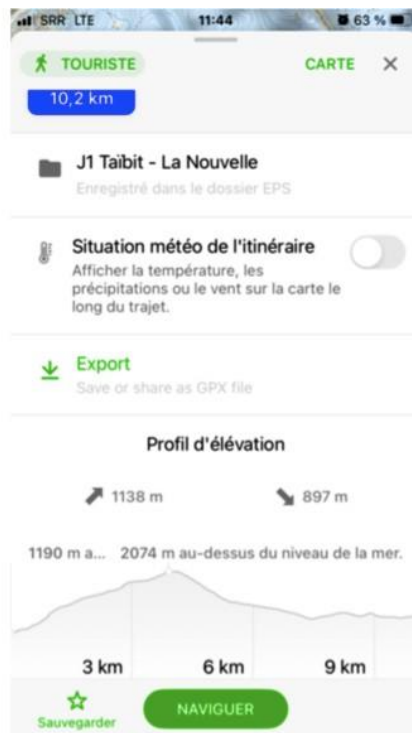 SRR LTE 11:44 63 %
TOURISTE CARTE
10,2 km
J1 Taïbit - La Nouvelle
Enregistré dans le dossier EPS
Situation météo de l'itinéraire
Afficher la température, les
précipitations ou le vent sur la carte le
long du trajet.
Export
Save or share as GPX file
Profil d'élévation
1138 m 897 m
1190 m a... 2074 m au-dessus du niveau de la mer.
3 km 6 km 9 km
Sauvegarder NAVIGUER